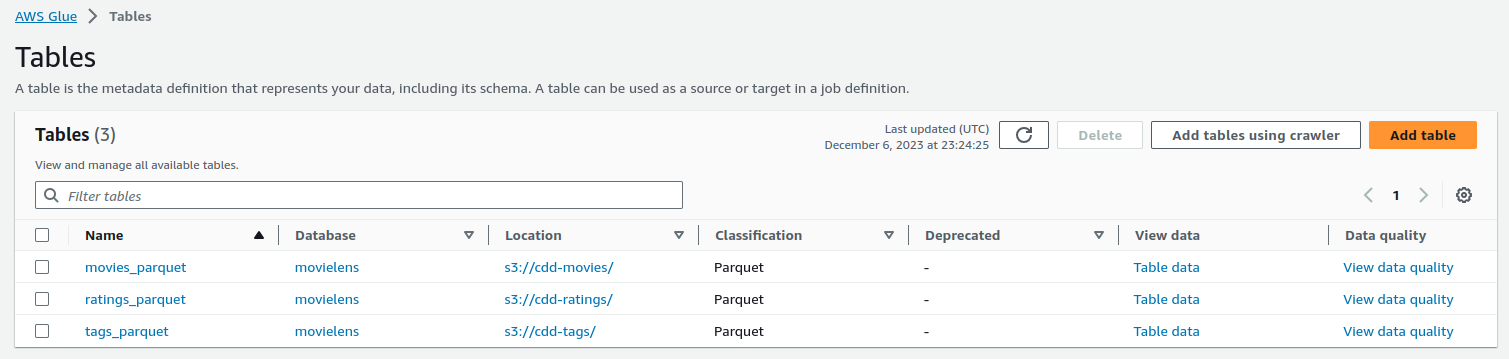 AWS Glue > Tables
Tables
A table is the metadata definition that represents your data, including its schema. A table can be used as a source or target in a job definition.
Tables (3)
Last updated (UTC)
December 6, 2023 at 23:24:25
Delete
Add tables using crawler
Add table
View and manage all available tables.
Filter tables
1
Name Database Location Classification Deprecated View data Data quality
movies_parquet movielens s3://cdd-movies/ Parquet - Table data View data quality
ratings_parquet movielens s3://cdd-ratings/ Parquet - Table data View data quality
tags_parquet movielens s3://cdd-tags/ Parquet - Table data View data quality